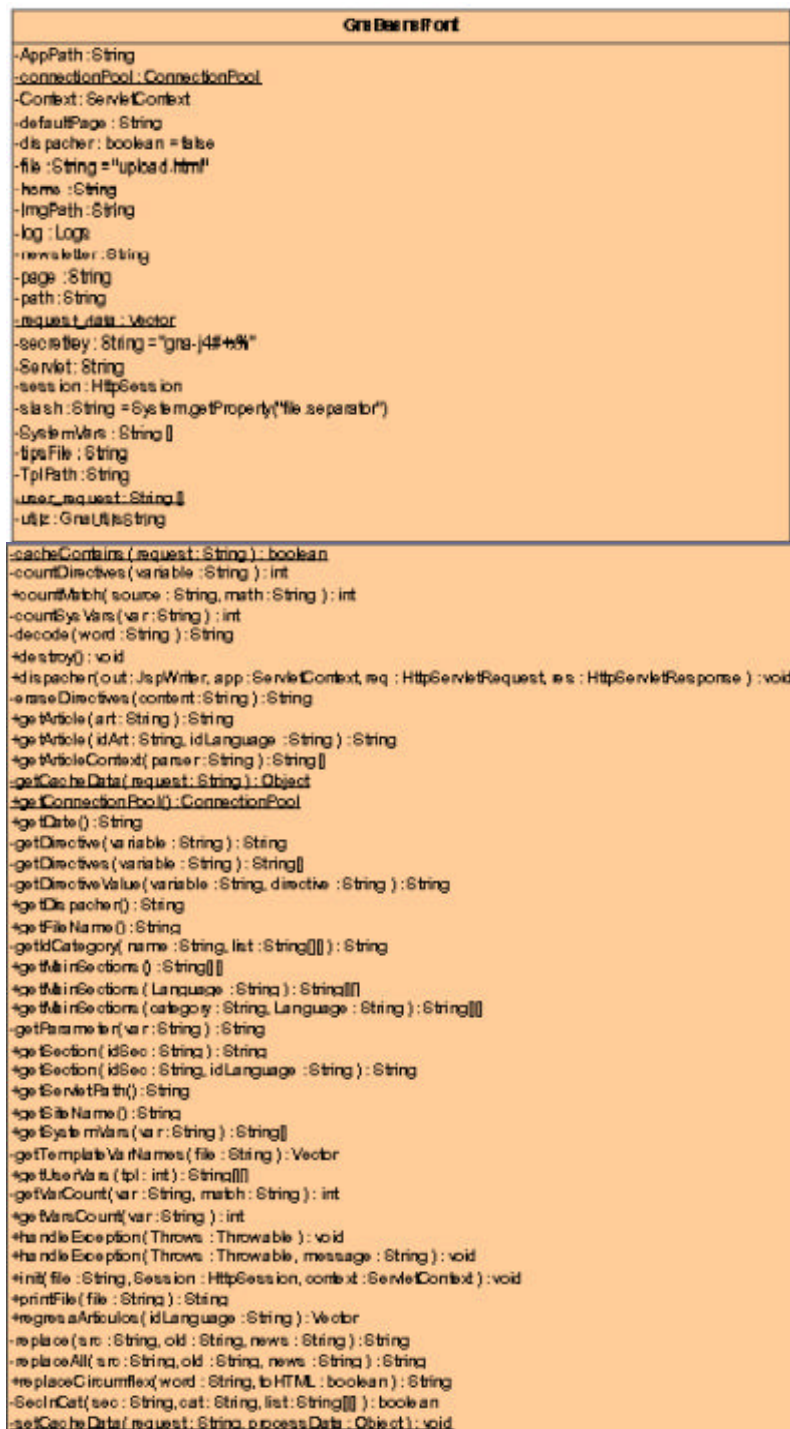 GnaBeansFront
-AppPath : String
-connectionPool : ConnectionPool
-Context : ServletContext
-defaultPage : String
-dispacher : boolean = false
-file : String = "upload.html"
-home : String
-ImgPath : String
-log : Logs
-newsletter : String
-page : String
-path : String
-request_data : Vector
-secretkey : String =
-Servlet : String
-session : HttpSession
-slash : String = System.getProperty("file.separator")
-SystemVars : String []
-tipsFile : String
-TplPath : String
-user_request : String []
-utilz : GnaUtilsString
-cacheContains( request : String ) : boolean
-countDirectives( variable : String ) : int
+countMatch( source : String, math : String ) : int
-countSysVars( var : String ) : int
-decode( word : String ) : String
+destroy() : void
+dispacher( out : JspWriter, app : ServletContext, req : HttpServletRequest, res : HttpServletResponse ) : void
-eraseDirectives( content : String ) : String
+getArticle( art : String ) : String
+getArticle( idArt : String, idLanguage : String ) : String
+getArticleContext( parser : String ) : String[]
-getCacheData( request : String ) : Object
+getConnectionPool() : ConnectionPool
+getDate() : String
-getDirective( variable : String ) : String
-getDirectives( variable : String ) : String[]
-getDirectiveValue( variable : String, directive : String ) : String
+getDispacher() : String
+getFileName() : String
-getIdCategory( name : String, list : String[][] ) : String
+getMainSections () : String[][]
+getMainSections ( Language : String ) : String[][]
+getMainSections ( category : String, Language : String ) : String[][]
-getParameter( var : String ) : String
+getSection( idSec : String ) : String
+getSection( idSec : String, idLanguage : String ) : String
+getServletPath() : String
+getSiteName() : String
+getSystemVars( var : String ) : String[]
-getTemplateVarNames( file : String ) : Vector
+getUserVars( tpl : int ) : String[][]
-getVarCount( var : String, match : String ) : int
+getVarsCount( var : String ) : int
+handleException( Throws : Throwable ) : void
+handleException( Throws : Throwable, message : String ) : void
+init( file : String, Session : HttpSession, context : ServletContext ) : void
+printFile( file : String ) : String
+regresaArticulos( idLanguage : String ) : Vector
-replace( src : String, old : String, news : String ) : String
-replaceAll( src : String, old : String, news : String ) : String
+replaceCircumflex( word : String, toHTML : boolean ) : String
-SecInCat( sec : String, cat : String, list : String[][] ) : boolean
-setCacheData( request : String, processData : Object ) : void